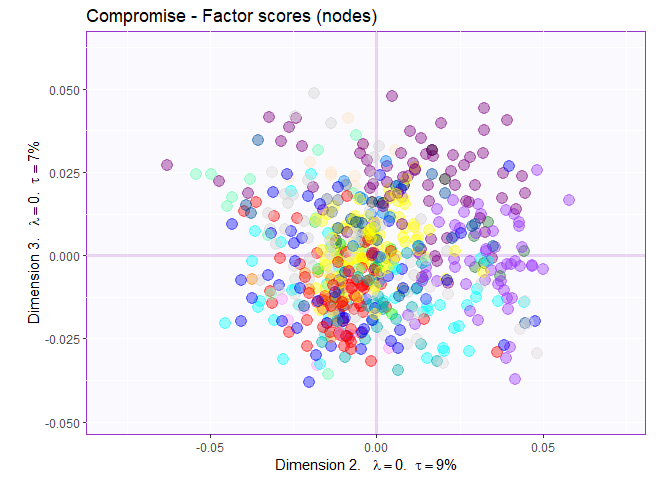 Compromise - Factor scores (nodes)
0.050
0.025
0.000
-0.025
-0.050
Dimension 3. λ = 0. τ = 7%
-0.05
0.00
0.05
Dimension 2. λ = 0. τ = 9%